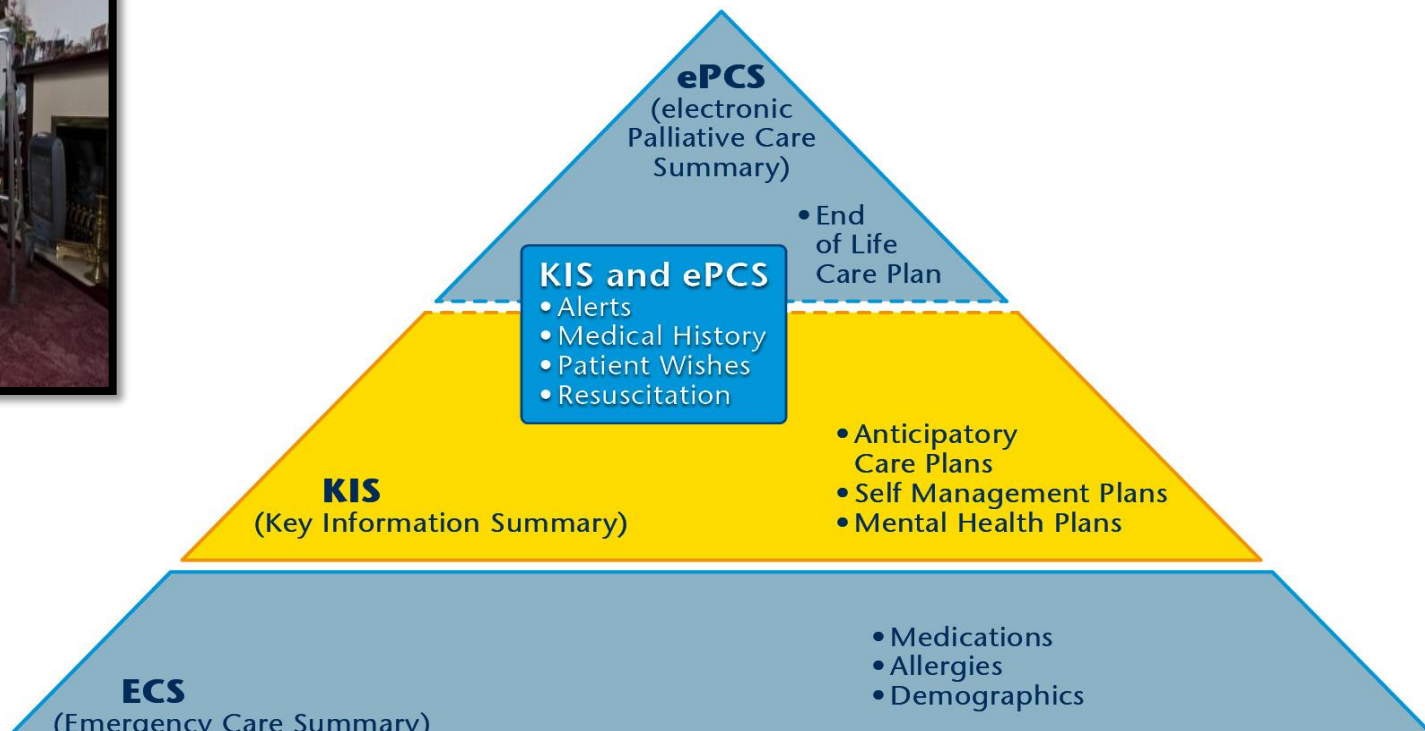 ePCS
(electronic
Palliative Care
Summary)
• End
of Life
Care Plan
KIS and ePCS
• Alerts
• Medical History
• Patient Wishes
• Resuscitation
• Anticipatory
Care Plans
• Self Management Plans
• Mental Health Plans
KIS
(Key Information Summary)
• Medications
• Allergies
• Demographics
ECS
(Emergency Care Summary)